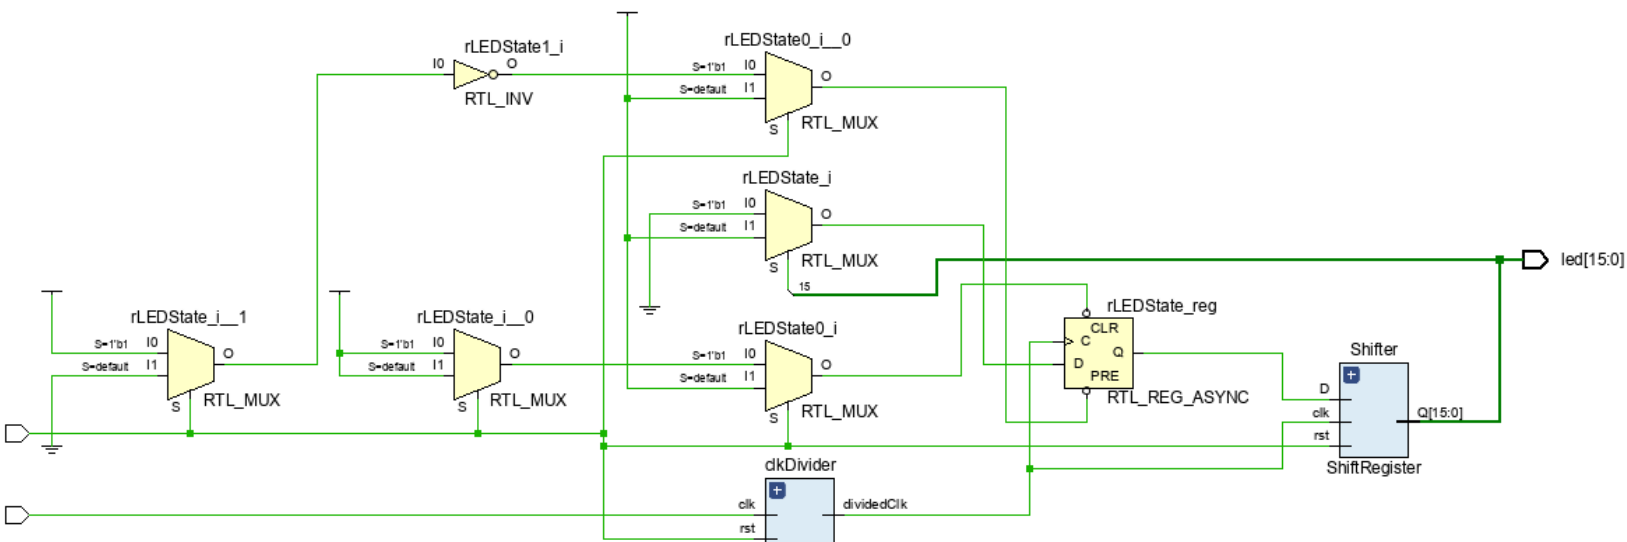 rLEDState1_i
I0
O
RTL_INV
rLEDState0_i__0
S=1'b1
I0
S=default
I1
O
S
RTL_MUX
rLEDState_i
S=1'b1
I0
S=default
I1
O
S
RTL_MUX
15
led[15:0]
rLEDState_i__1
S=1'b1
I0
S=default
I1
O
S
RTL_MUX
rLEDState_i__0
S=1'b1
I0
S=default
I1
O
S
RTL_MUX
rLEDState0_i
S=1'b1
I0
S=default
I1
O
S
RTL_MUX
rLEDState_reg
CLR
C
Q
D
PRE
RTL_REG_ASYNC
Shifter
D
clk
Q[15:0]
rst
ShiftRegister
clkDivider
clk
dividedClk
rst